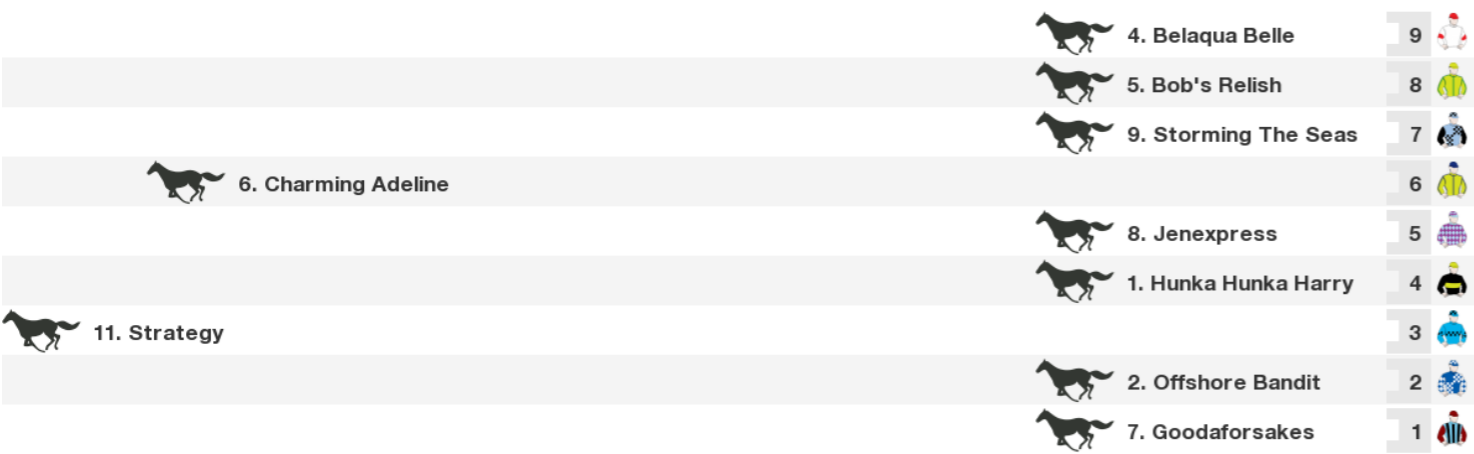 4. Belaqua Belle 9
5. Bob's Relish 8
9. Storming The Seas 7
6. Charming Adeline 6
8. Jenexpress 5
1. Hunka Hunka Harry 4
11. Strategy 3
2. Offshore Bandit 2
7. Goodaforsakes 1